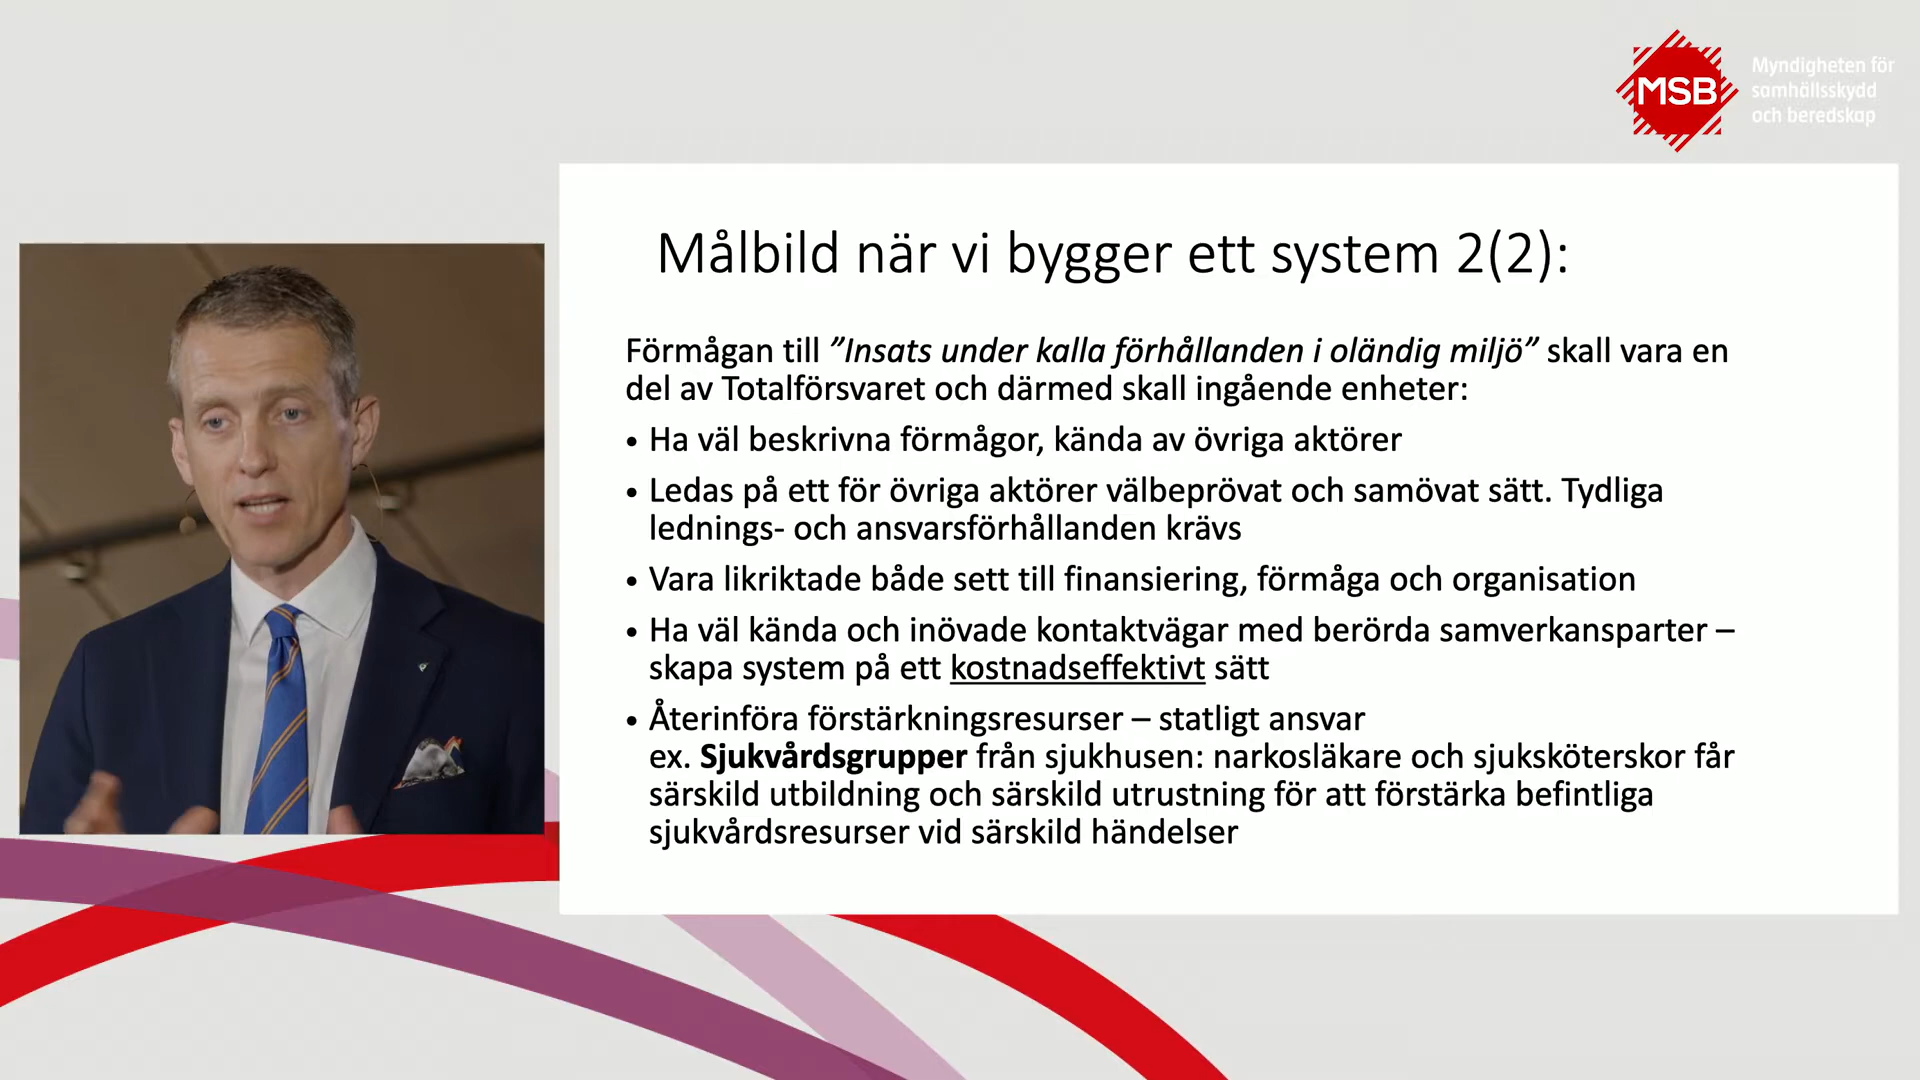 MSB
Myndigheten för
samhällsskydd
och beredskap
Målbild när vi bygger ett system 2(2):
Förmågan till ”Insats under kalla förhållanden i oländig miljö” skall vara en
del av Totalförsvaret och därmed skall ingående enheter:
• Ha väl beskrivna förmågor, kända av övriga aktörer
• Ledas på ett för övriga aktörer välbeprövat och samövat sätt. Tydliga
lednings- och ansvarsförhållanden krävs
• Vara likriktade både sett till finansiering, förmåga och organisation
• Ha väl kända och inövade kontaktvägar med berörda samverkansparter –
skapa system på ett kostnadseffektivt sätt
• Återinföra förstärkningsresurser – statligt ansvar
ex. Sjukvårdsgrupper från sjukhusen: narkosläkare och sjuksköterskor får
särskild utbildning och särskild utrustning för att förstärka befintliga
sjukvårdsresurser vid särskild händelser